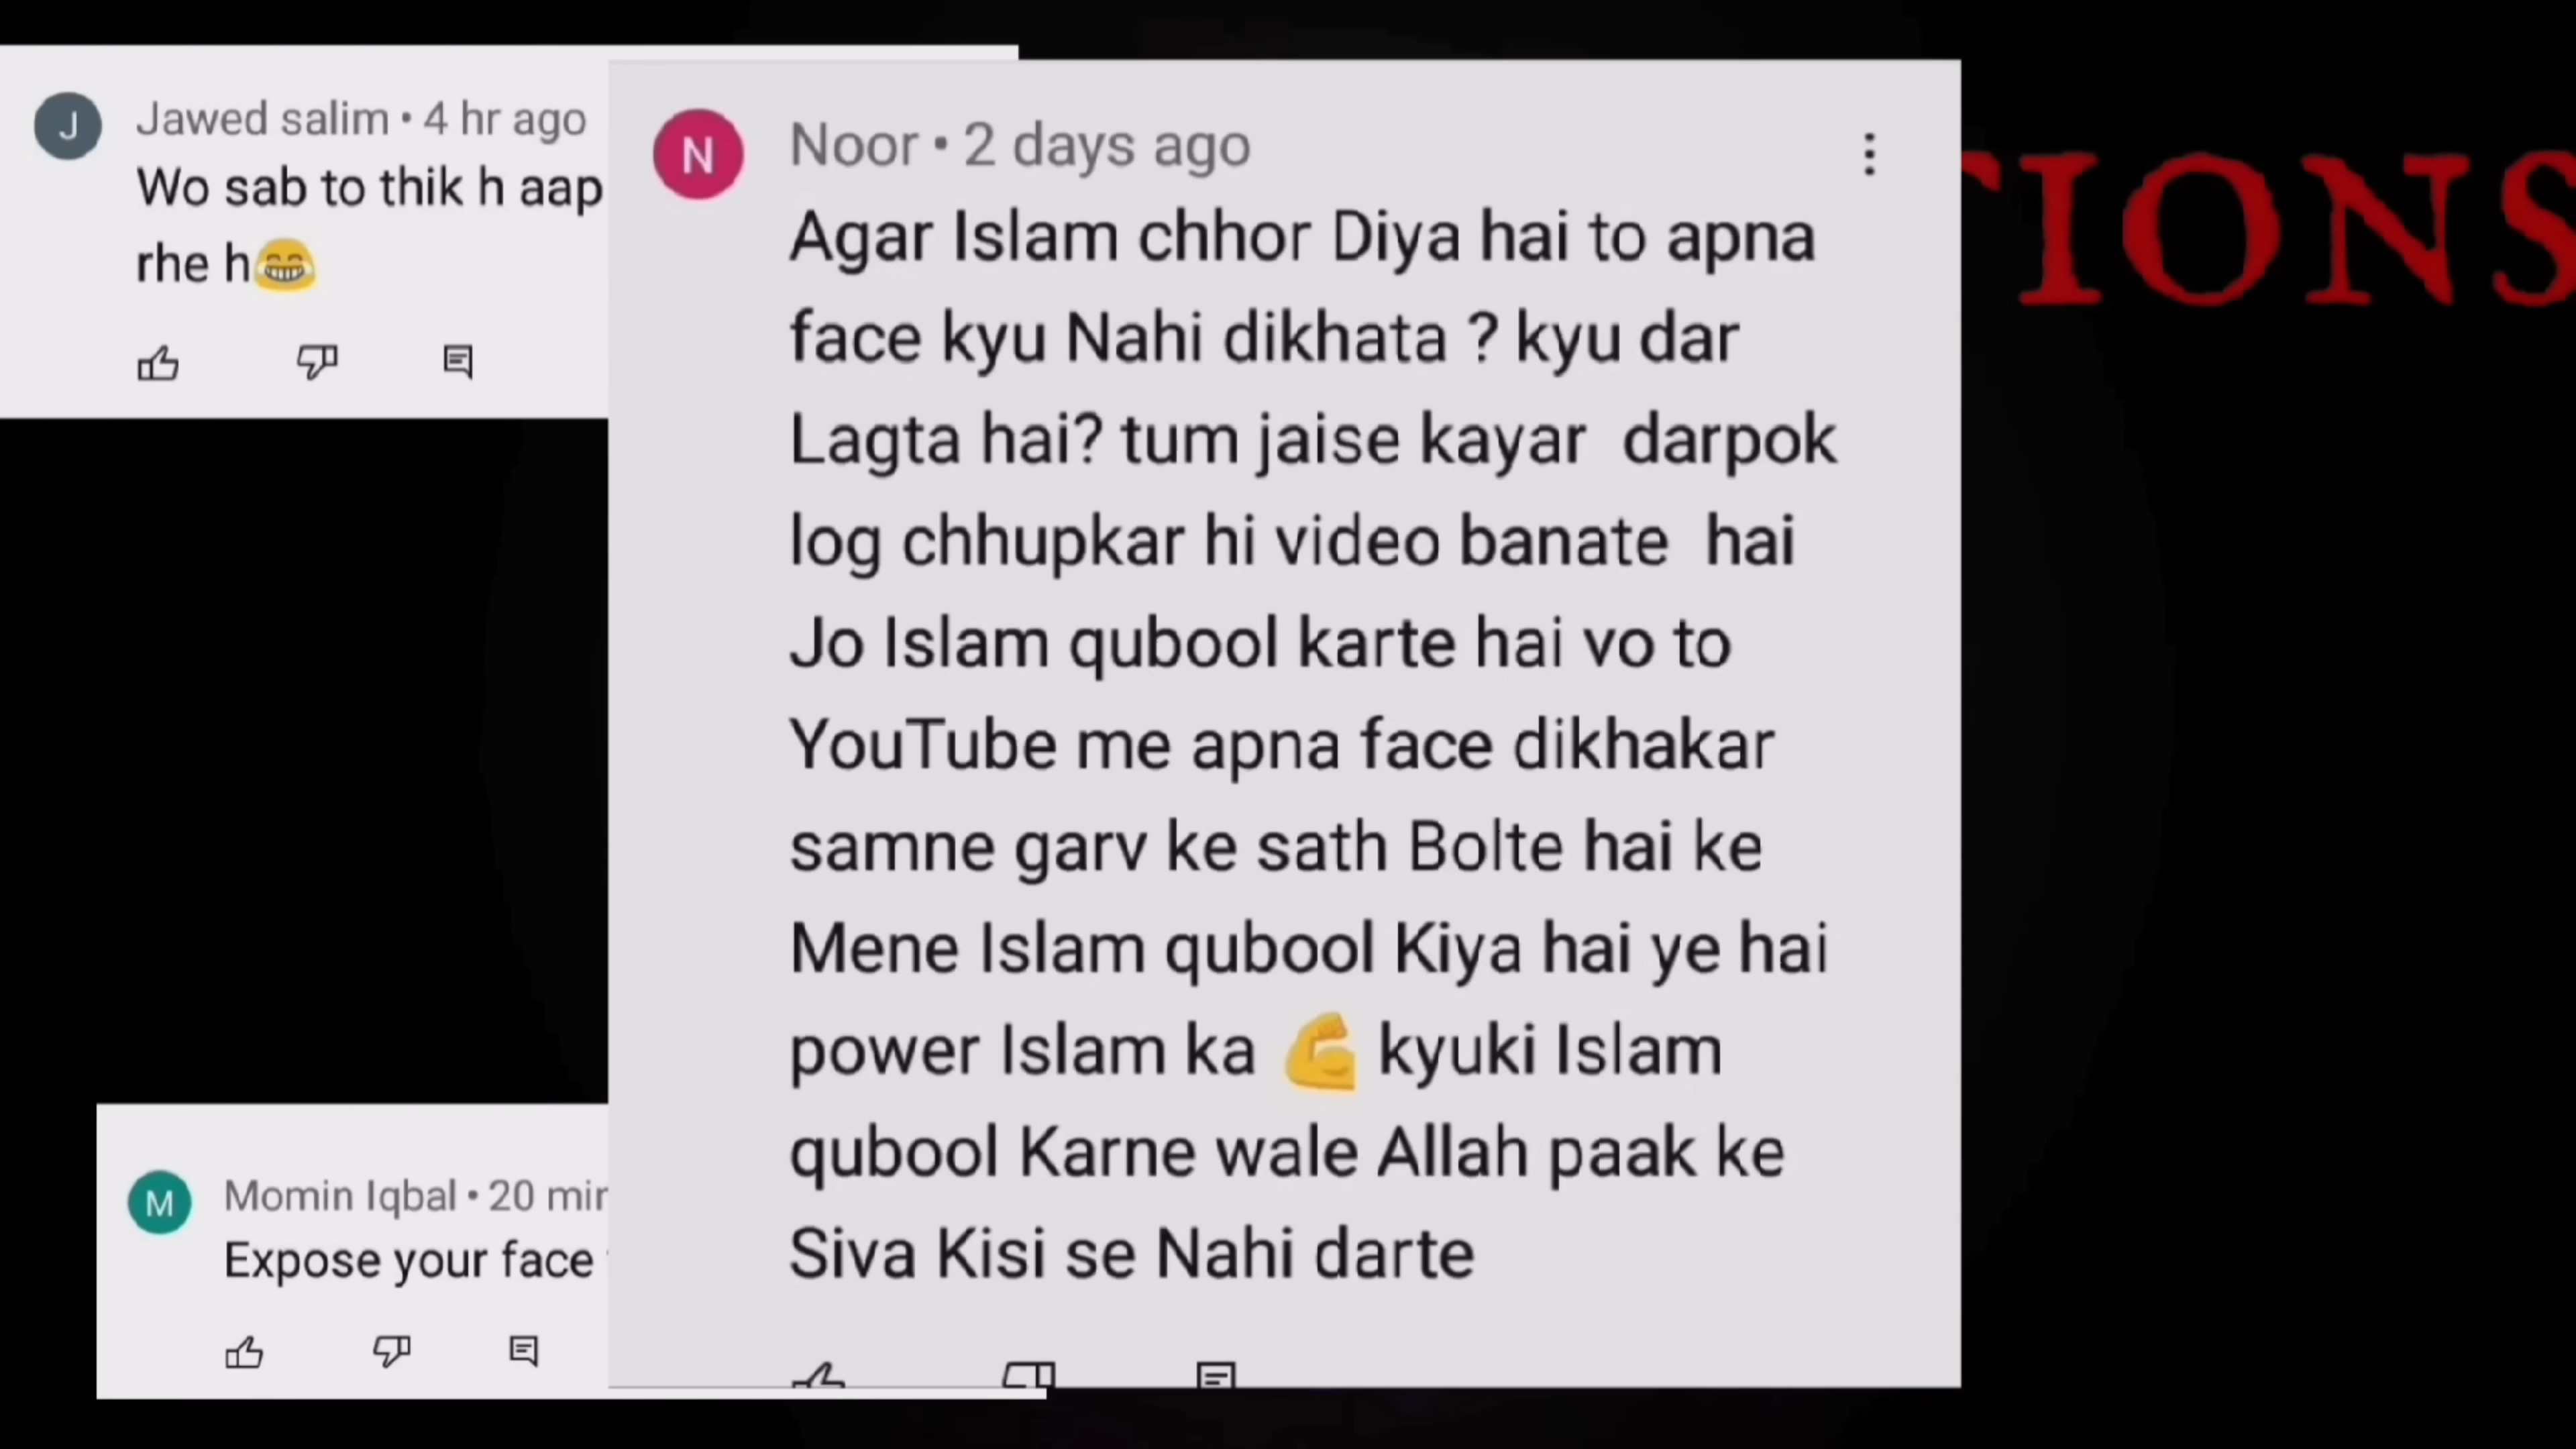 Jawed salim • 4 hr ago
Wo sab to thik h aap
rhe h😂
Noor • 2 days ago
Agar Islam chhor Diya hai to apna
face kyu Nahi dikhata ? kyu dar
Lagta hai? tum jaise kayar darpok
log chhupkar hi video banate hai
Jo Islam qubool karte hai vo to
YouTube me apna face dikhakar
samne garv ke sath Bolte hai ke
Mene Islam qubool Kiya hai ye hai
power Islam ka 💪 kyuki Islam
qubool Karne wale Allah paak ke
Siva Kisi se Nahi darte
TIONS
Momin Iqbal • 20 min
Expose your face